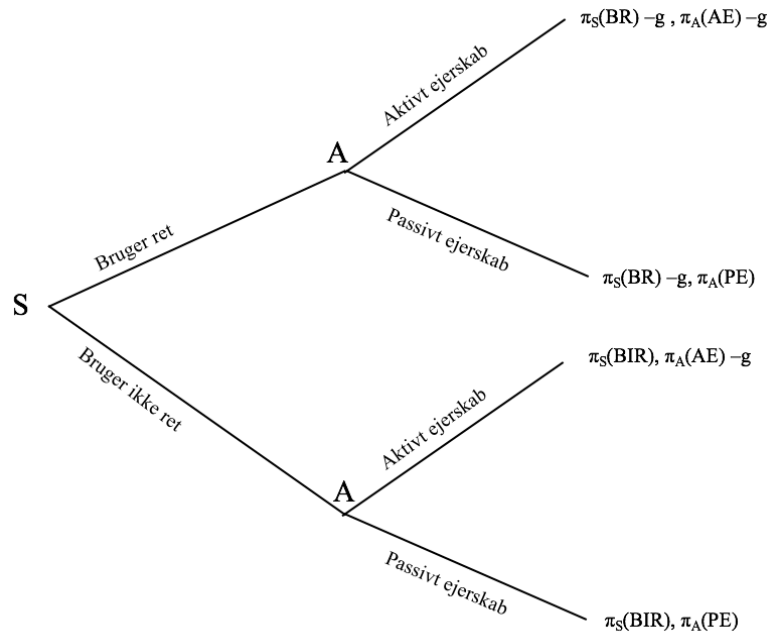 π_S(BR) –g , π_A(AE) –g
Aktivt ejerskab
A
Bruger ret
Passivt ejerskab
π_S(BR) –g, π_A(PE)
S
Bruger ikke ret
π_S(BIR), π_A(AE) –g
Aktivt ejerskab
A
Passivt ejerskab
π_S(BIR), π_A(PE)